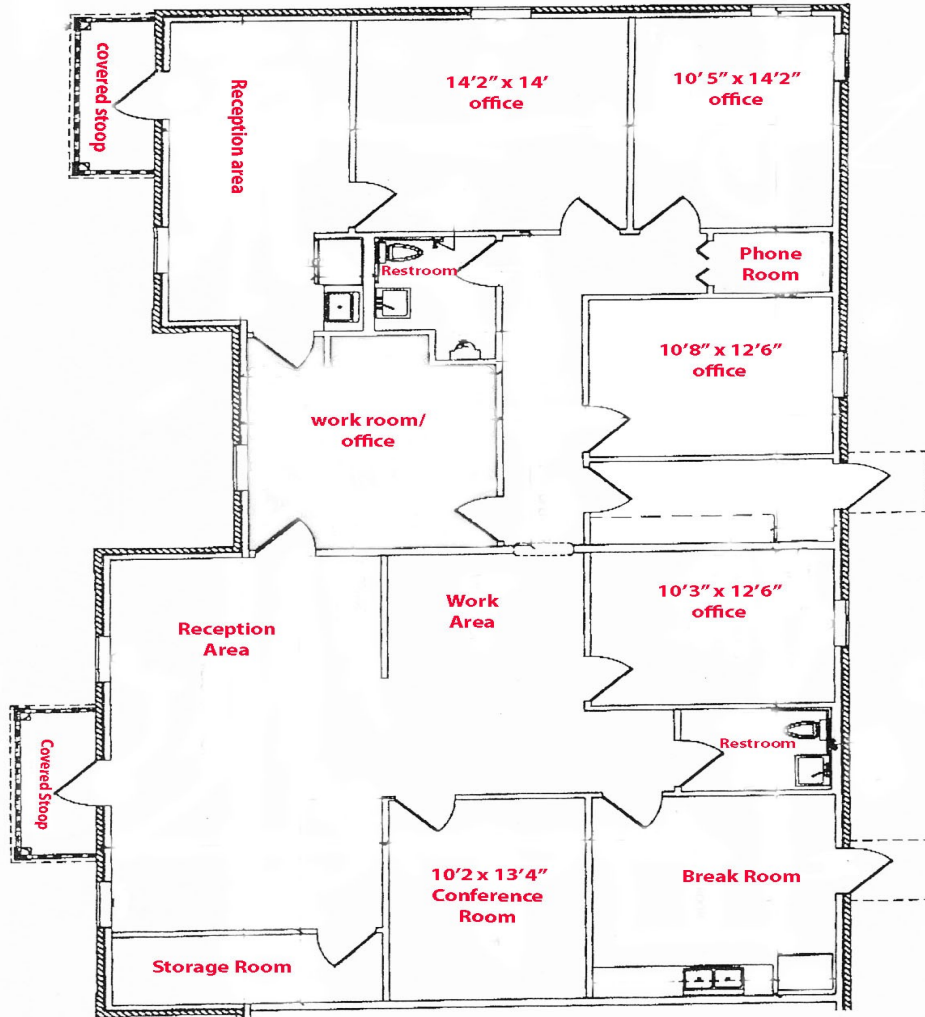 covered stoop
Reception area
14'2" x 14'
office
10' 5" x 14'2"
office
Restroom
Phone
Room
10'8" x 12'6"
office
work room/
office
10'3" x 12'6"
office
Reception
Area
Work
Area
Covered Stoop
Restroom
10'2 x 13'4"
Conference
Room
Break Room
Storage Room